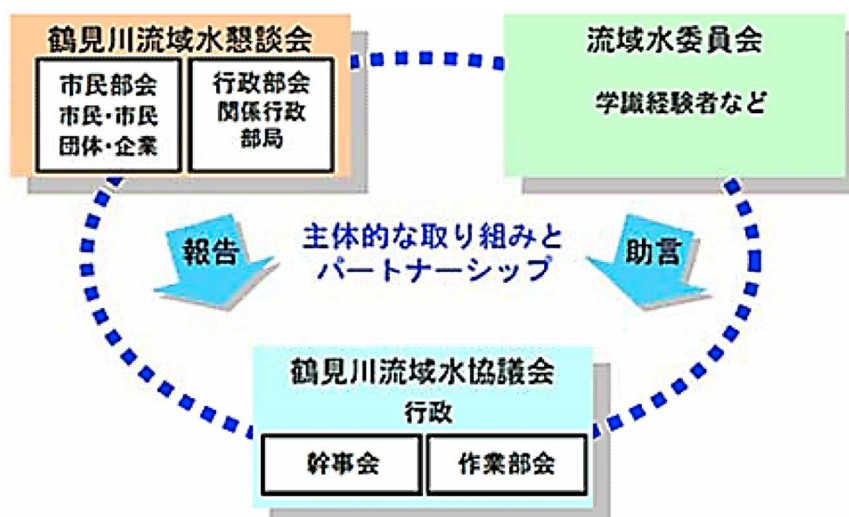 鶴見川流域水懇談会
市民部会
市民・市民
団体・企業
行政部会
関係行政
部局
流域水委員会
学識経験者など
報告
主体的な取り組みと
パートナーシップ
助言
鶴見川流域水協議会
行政
幹事会
作業部会